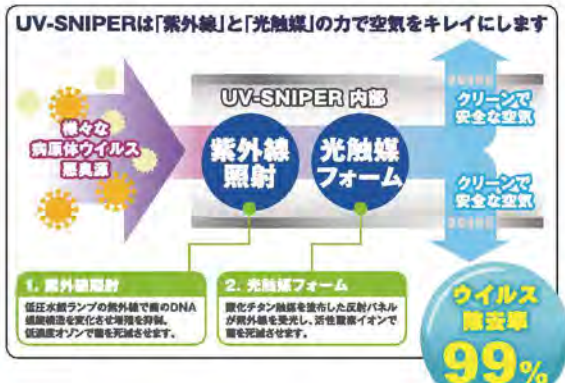 UV-SNIPERは「紫外線」と「光触媒」の力で空気をキレイにします
様々な
病原体ウイルス
悪臭源
UV-SNIPER 内部
紫外線
照射
光触媒
フォーム
クリーンで
安全な空気
クリーンで
安全な空気
1. 紫外線照射
低圧水銀ランプの紫外線で菌のDNA
螺旋構造を変化させ増殖を抑制。
低濃度オゾンで菌を死滅させます。
2. 光触媒フォーム
酸化チタン触媒を塗布した反射パネル
が紫外線を受光し、活性酸素イオンで
菌を死滅させます。
ウイルス
除去率
99%